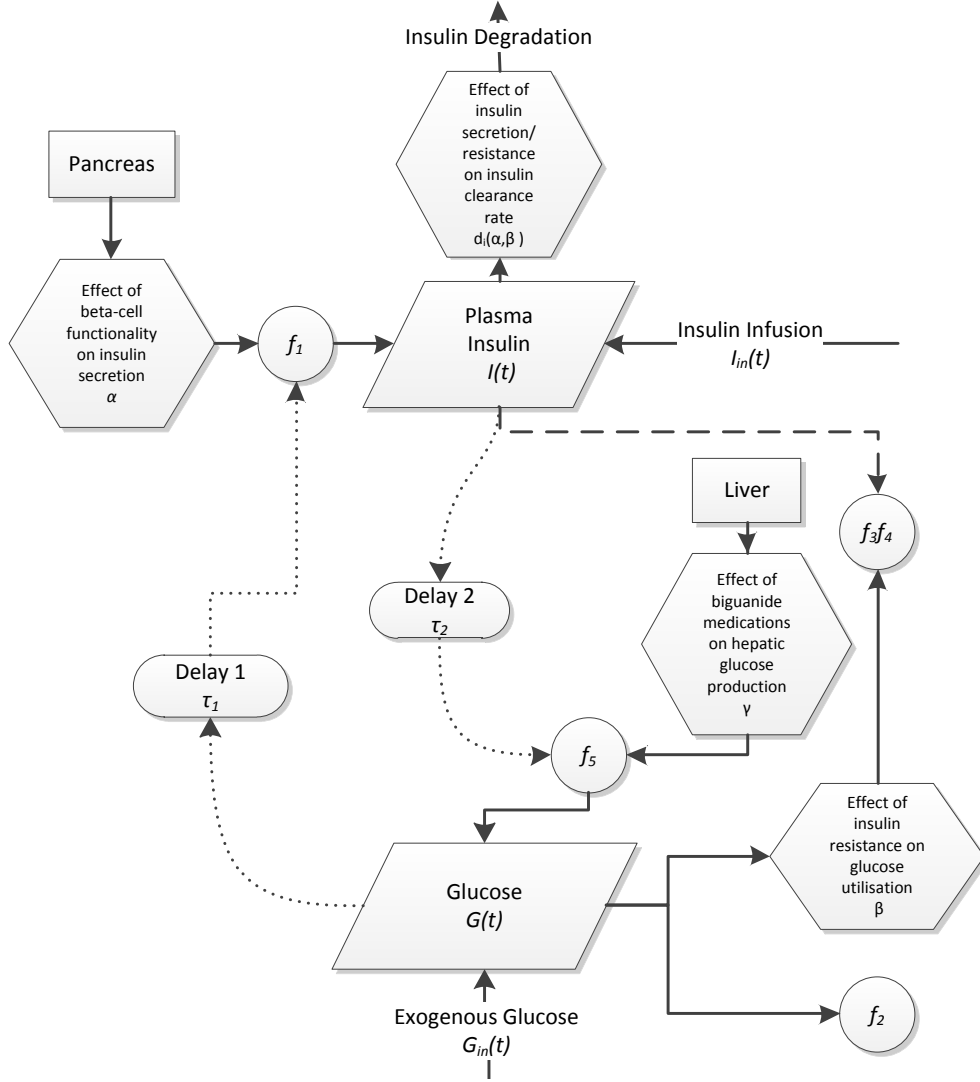 Insulin Degradation
Effect of
insulin
secretion/
resistance
on insulin
clearance
rate
dᵢ(α,β )
Pancreas
Effect of
beta-cell
functionality
on insulin
secretion
α
f₁
Plasma
Insulin
I(t)
Insulin Infusion
Iᵢₙ(t)
Liver
f₃f₄
Effect of
biguanide
medications
on hepatic
glucose
production
γ
Delay 2
τ₂
Delay 1
τ₁
f₅
Effect of
insulin
resistance on
glucose
utilisation
β
Glucose
G(t)
f₂
Exogenous Glucose
Gᵢₙ(t)